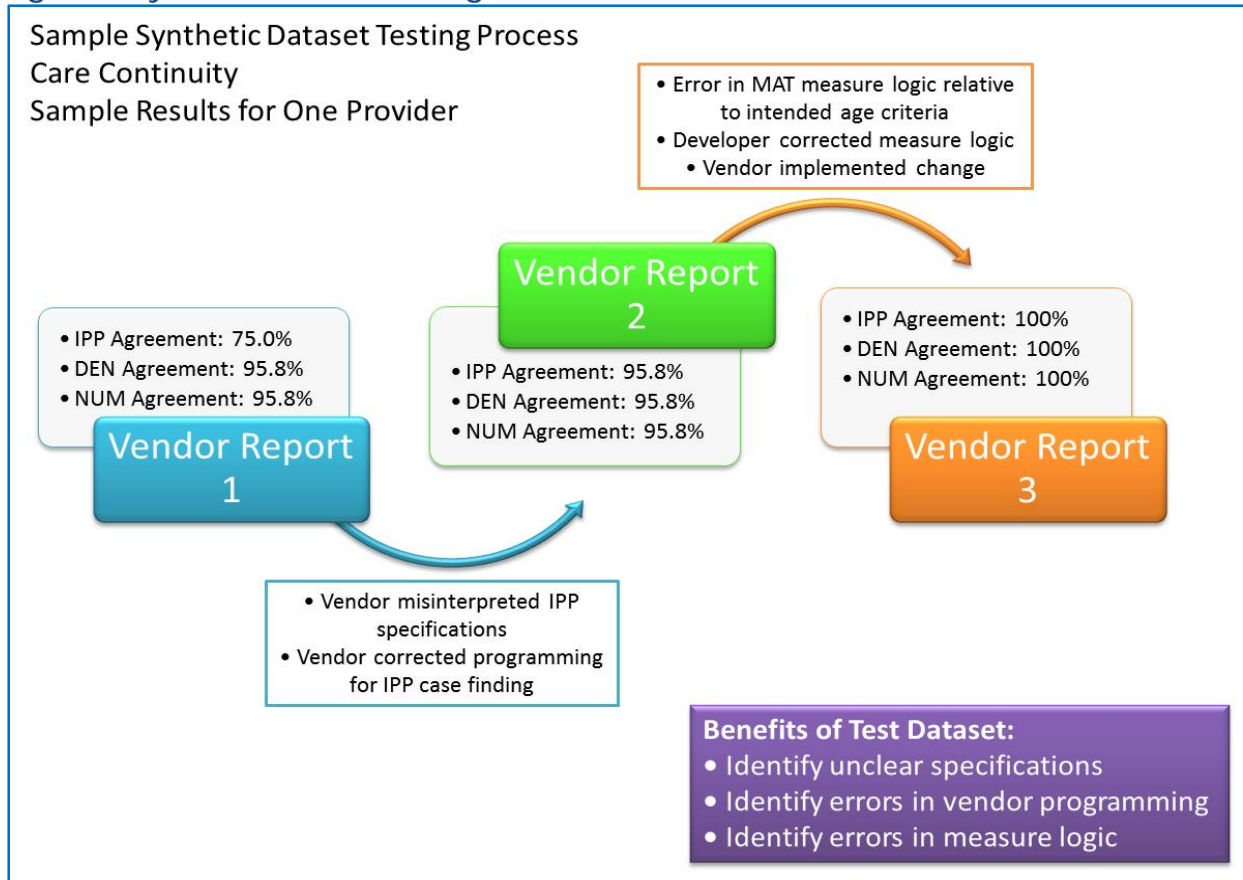 Sample Synthetic Dataset Testing Process
Care Continuity
Sample Results for One Provider
• Error in MAT measure logic relative
to intended age criteria
• Developer corrected measure logic
• Vendor implemented change
• IPP Agreement: 75.0%
• DEN Agreement: 95.8%
• NUM Agreement: 95.8%
Vendor Report
1
Vendor Report
2
• IPP Agreement: 95.8%
• DEN Agreement: 95.8%
• NUM Agreement: 95.8%
• IPP Agreement: 100%
• DEN Agreement: 100%
• NUM Agreement: 100%
Vendor Report
3
• Vendor misinterpreted IPP
specifications
• Vendor corrected programming
for IPP case finding
Benefits of Test Dataset:
• Identify unclear specifications
• Identify errors in vendor programming
• Identify errors in measure logic